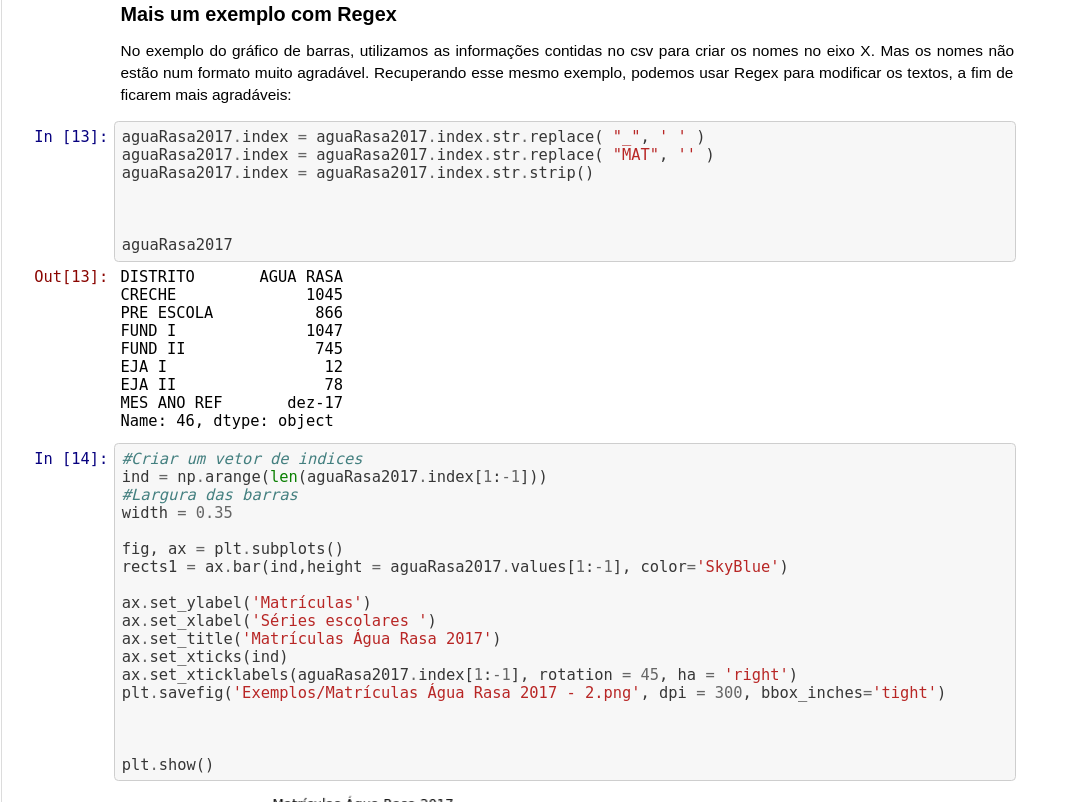 Mais um exemplo com Regex
No exemplo do gráfico de barras, utilizamos as informações contidas no csv para criar os nomes no eixo X. Mas os nomes não
estão num formato muito agradável. Recuperando esse mesmo exemplo, podemos usar Regex para modificar os textos, a fim de
ficarem mais agradáveis:
In [13]: aguaRasa2017.index = aguaRasa2017.index.str.replace( "_", ' ' )
aguaRasa2017.index = aguaRasa2017.index.str.replace( "MAT", '' )
aguaRasa2017.index = aguaRasa2017.index.str.strip()
aguaRasa2017
Out[13]: DISTRITO       AGUA RASA
CRECHE              1045
PRE ESCOLA           866
FUND I              1047
FUND II              745
EJA I                 12
EJA II                78
MES ANO REF       dez-17
Name: 46, dtype: object
In [14]: #Criar um vetor de indices
ind = np.arange(len(aguaRasa2017.index[1:-1]))
#Largura das barras
width = 0.35
fig, ax = plt.subplots()
rects1 = ax.bar(ind,height = aguaRasa2017.values[1:-1], color='SkyBlue')
ax.set_ylabel('Matrículas')
ax.set_xlabel('Séries escolares ')
ax.set_title('Matrículas Água Rasa 2017')
ax.set_xticks(ind)
ax.set_xticklabels(aguaRasa2017.index[1:-1], rotation = 45, ha = 'right')
plt.savefig('Exemplos/Matrículas Água Rasa 2017 - 2.png', dpi = 300, bbox_inches='tight')
plt.show()
Matrículas Água Rasa 2017